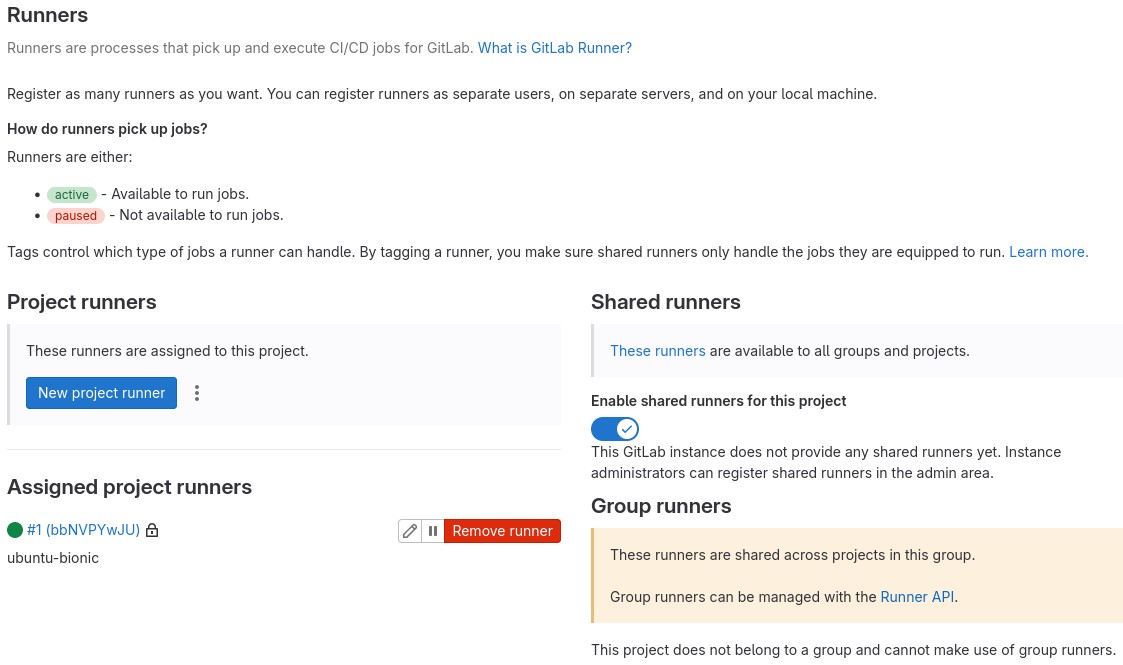 Runners
Runners are processes that pick up and execute CI/CD jobs for GitLab. What is GitLab Runner?
Register as many runners as you want. You can register runners as separate users, on separate servers, and on your local machine.
How do runners pick up jobs?
Runners are either:
• active - Available to run jobs.
• paused - Not available to run jobs.
Tags control which type of jobs a runner can handle. By tagging a runner, you make sure shared runners only handle the jobs they are equipped to run. Learn more.
Project runners
These runners are assigned to this project.
New project runner
Assigned project runners
#1 (bbNVPYwJU)
Remove runner
ubuntu-bionic
Shared runners
These runners are available to all groups and projects.
Enable shared runners for this project
This GitLab instance does not provide any shared runners yet. Instance
administrators can register shared runners in the admin area.
Group runners
These runners are shared across projects in this group.
Group runners can be managed with the Runner API.
This project does not belong to a group and cannot make use of group runners.